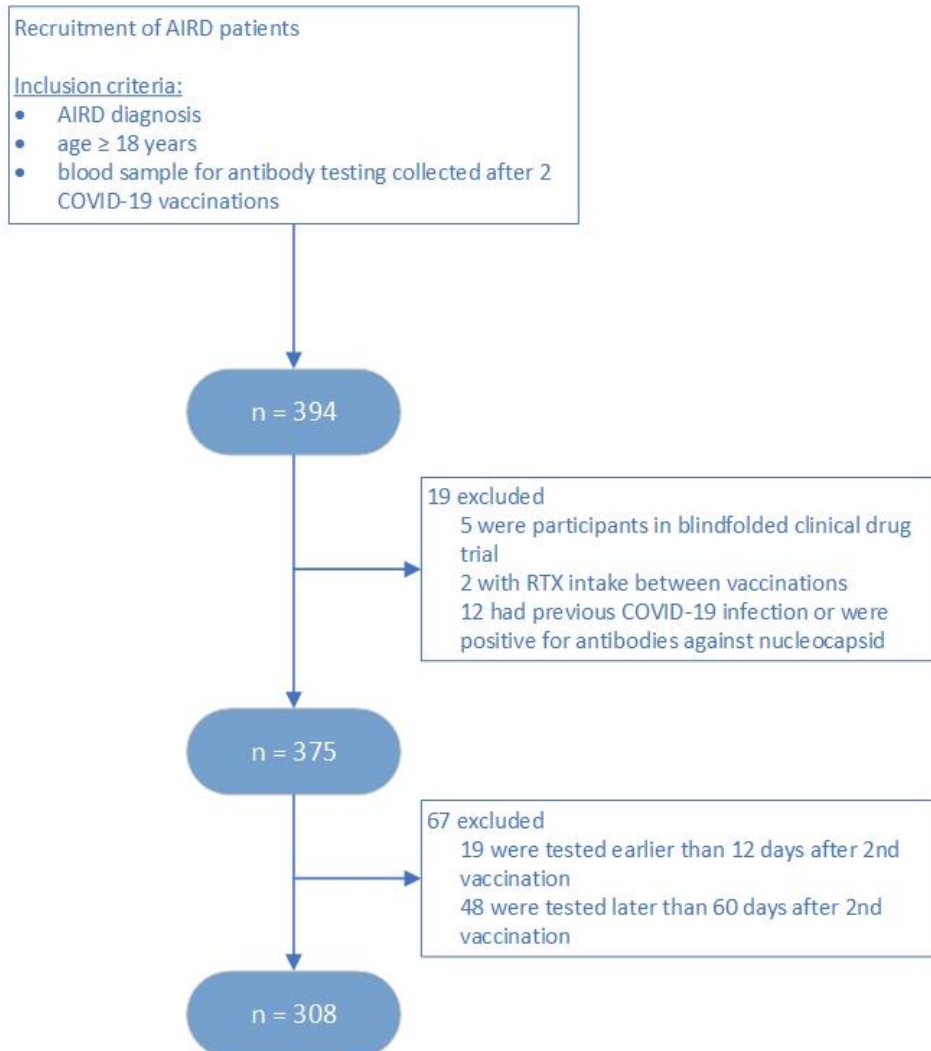 Recruitment of AIRD patients
Inclusion criteria:
• AIRD diagnosis
• age ≥ 18 years
• blood sample for antibody testing collected after 2
COVID-19 vaccinations
n = 394
19 excluded
5 were participants in blindfolded clinical drug
trial
2 with RTX intake between vaccinations
12 had previous COVID-19 infection or were
positive for antibodies against nucleocapsid
n = 375
67 excluded
19 were tested earlier than 12 days after 2nd
vaccination
48 were tested later than 60 days after 2nd
vaccination
n = 308